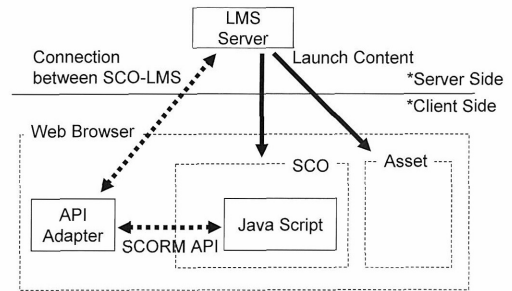 LMS
Server
Connection
between SCO-LMS
Launch Content
*Server Side
*Client Side
Web Browser
SCO
Asset
API
Adapter
Java Script
SCORM API